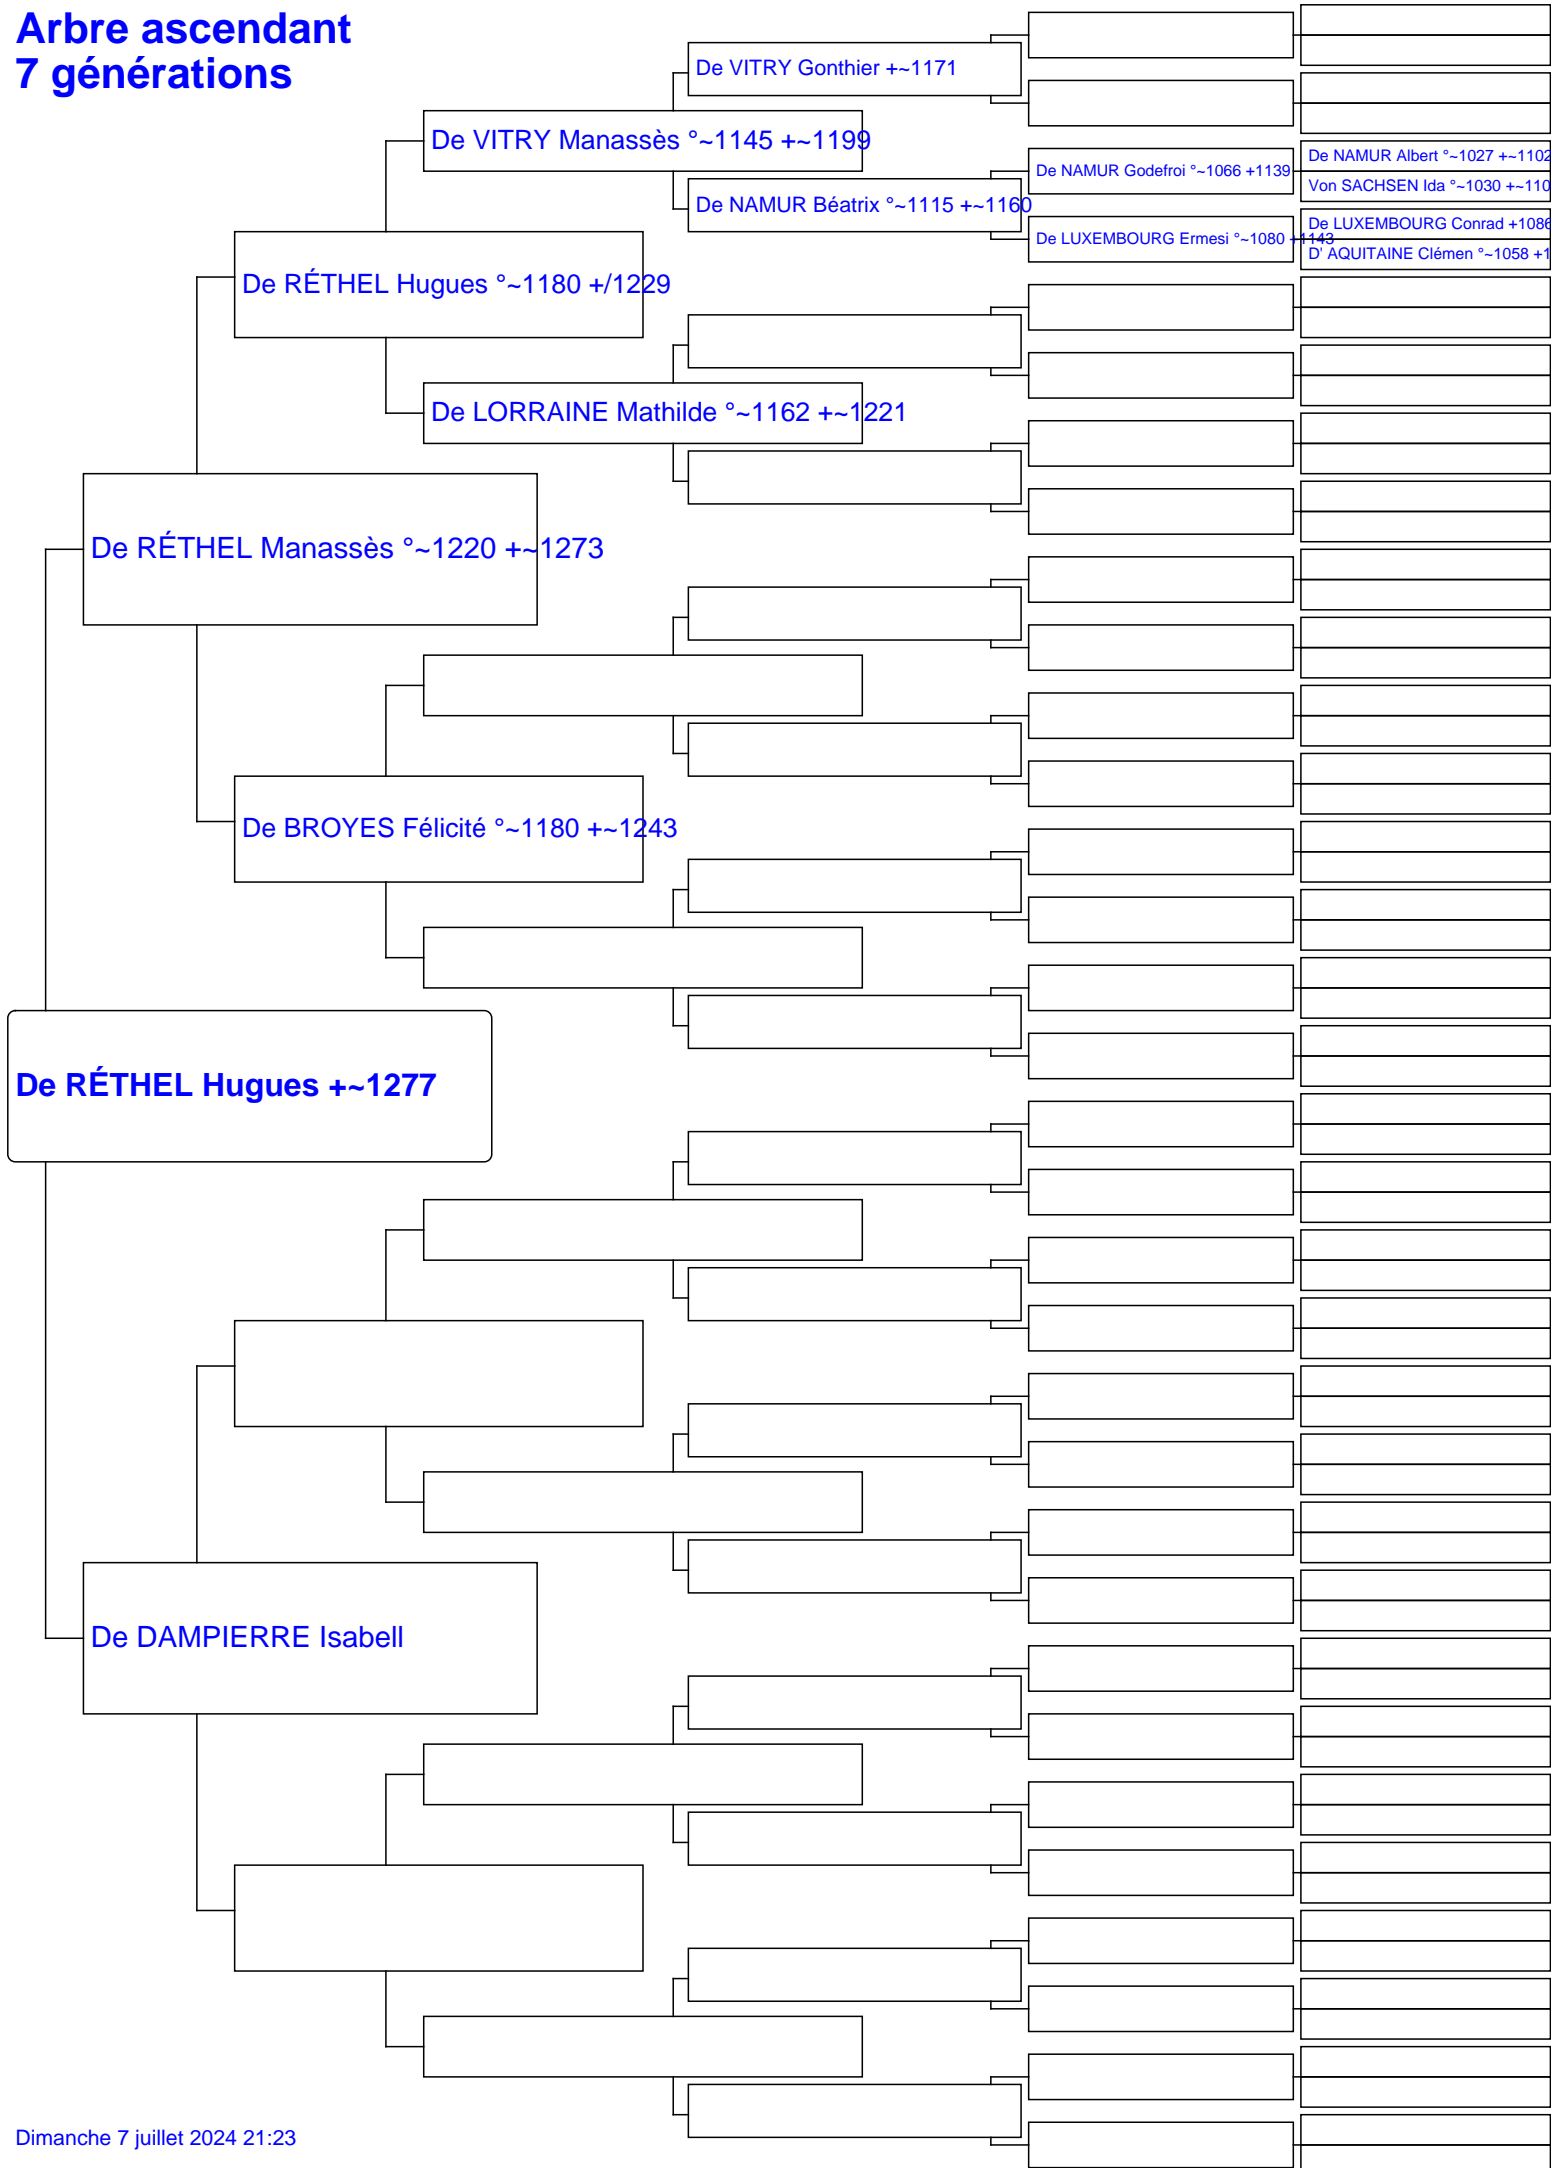 Arbre ascendant
7 générations
De VITRY Gonthier +~1171
De VITRY Manassès °~1145 +~1199
De NAMUR Albert °~1027 +~1102
De NAMUR Godefroi °~1066 +1139
Von SACHSEN Ida °~1030 +~110
De NAMUR Béatrix °~1115 +~1160
De LUXEMBOURG Conrad +1086
De LUXEMBOURG Ermesi °~1080 +1143
D' AQUITAINE Clémen °~1058 +1
De RÉTHEL Hugues °~1180 +/1229
De LORRAINE Mathilde °~1162 +~1221
De RÉTHEL Manassès °~1220 +~1273
De BROYES Félicité °~1180 +~1243
De RÉTHEL Hugues +~1277
De DAMPIERRE Isabell
Dimanche 7 juillet 2024 21:23